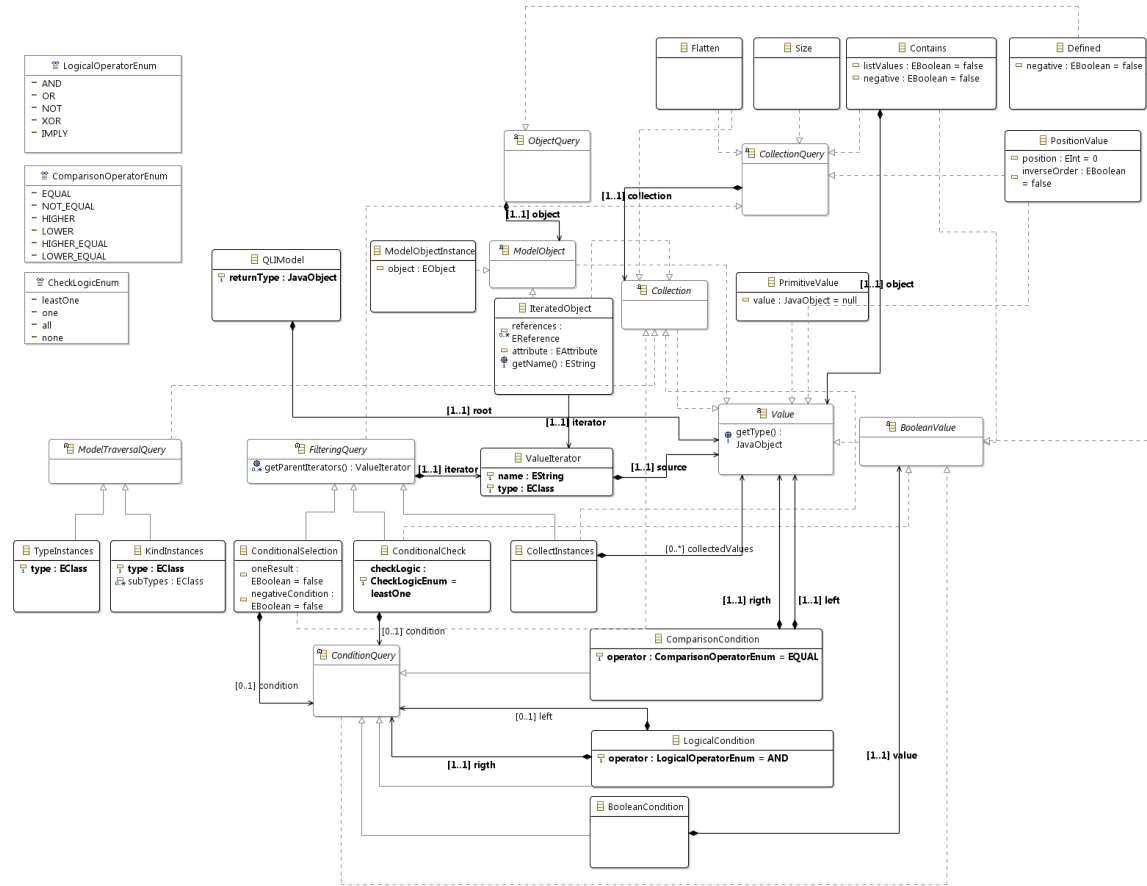 LogicalOperatorEnum
AND
OR
NOT
XOR
IMPLY
ComparisonOperatorEnum
EQUAL
NOT_EQUAL
HIGHER
LOWER
HIGHER_EQUAL
LOWER_EQUAL
CheckLogicEnum
leastOne
one
all
none
Flatten
Size
Contains
listValues : EBoolean = false
negative : EBoolean = false
Defined
negative : EBoolean = false
ObjectQuery
CollectionQuery
PositionValue
position : EInt = 0
inverseOrder : EBoolean
= false
[1..1] collection
[1..1] object
QLIModel
returnType : JavaObject
ModelObjectInstance
object : EObject
ModelObject
Collection
PrimitiveValue
value : JavaObject = null
[1..1] object
IteratedObject
references :
EReference
attribute : EAttribute
getName() : EString
[1..1] root
[1..1] iterator
Value
getType() :
JavaObject
BooleanValue
ModelTraversalQuery
FilteringQuery
getParentIterators() : ValueIterator
[1..1] iterator
ValueIterator
name : EString
type : EClass
[1..1] source
TypeInstances
type : EClass
KindInstances
type : EClass
subTypes : EClass
ConditionalSelection
oneResult :
EBoolean = false
negativeCondition :
EBoolean = false
ConditionalCheck
checkLogic :
CheckLogicEnum =
leastOne
CollectInstances
[0..*] collectedValues
[1..1] rigth
[1..1] left
[0..1] condition
ConditionQuery
ComparisonCondition
operator : ComparisonOperatorEnum = EQUAL
[0..1] condition
[0..1] left
LogicalCondition
operator : LogicalOperatorEnum = AND
[1..1] rigth
[1..1] value
BooleanCondition